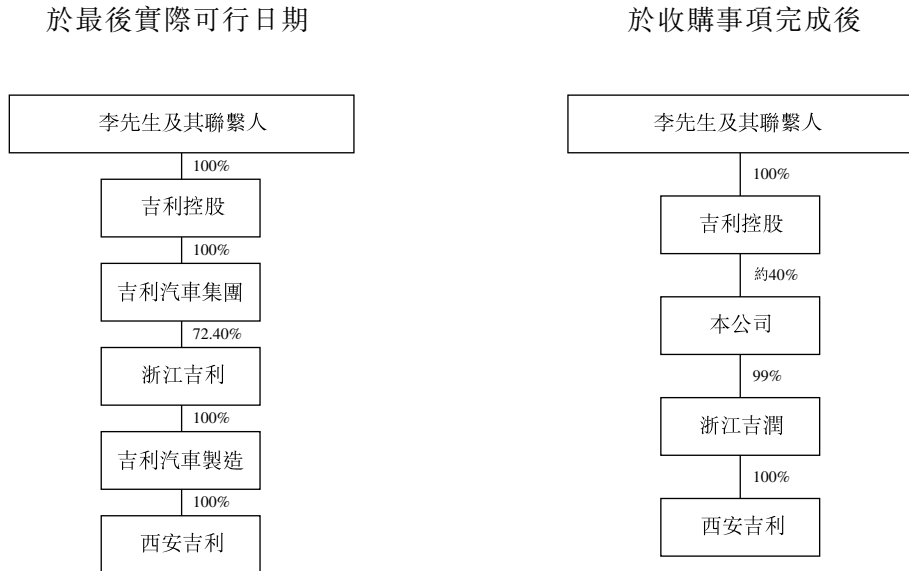 於最後實際可行日期
李先生及其聯繫人
100%
吉利控股
100%
吉利汽車集團
72.40%
浙江吉利
100%
吉利汽車製造
100%
西安吉利
於收購事項完成後
李先生及其聯繫人
100%
吉利控股
約40%
本公司
99%
浙江吉潤
100%
西安吉利